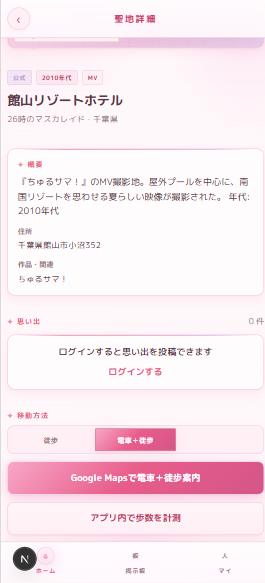 ‹
聖地詳細
公式 2010年代 MV
館山リゾートホテル
26時のマスカレイド · 千葉県
+ 概要
『ちゅるサマ！』のMV撮影地。屋外プールを中心に、南
国リゾートを思わせる夏らしい映像が撮影された。 年代:
2010年代
住所
千葉県館山市小沼352
作品・関連
ちゅるサマ！
+ 思い出 0 件
ログインすると思い出を投稿できます
ログインする
+ 移動方法
徒歩 電車＋徒歩
Google Mapsで電車＋徒歩案内
アプリ内で歩数を計測
N ⌂ 板 人
ホーム 掲示板 マイ